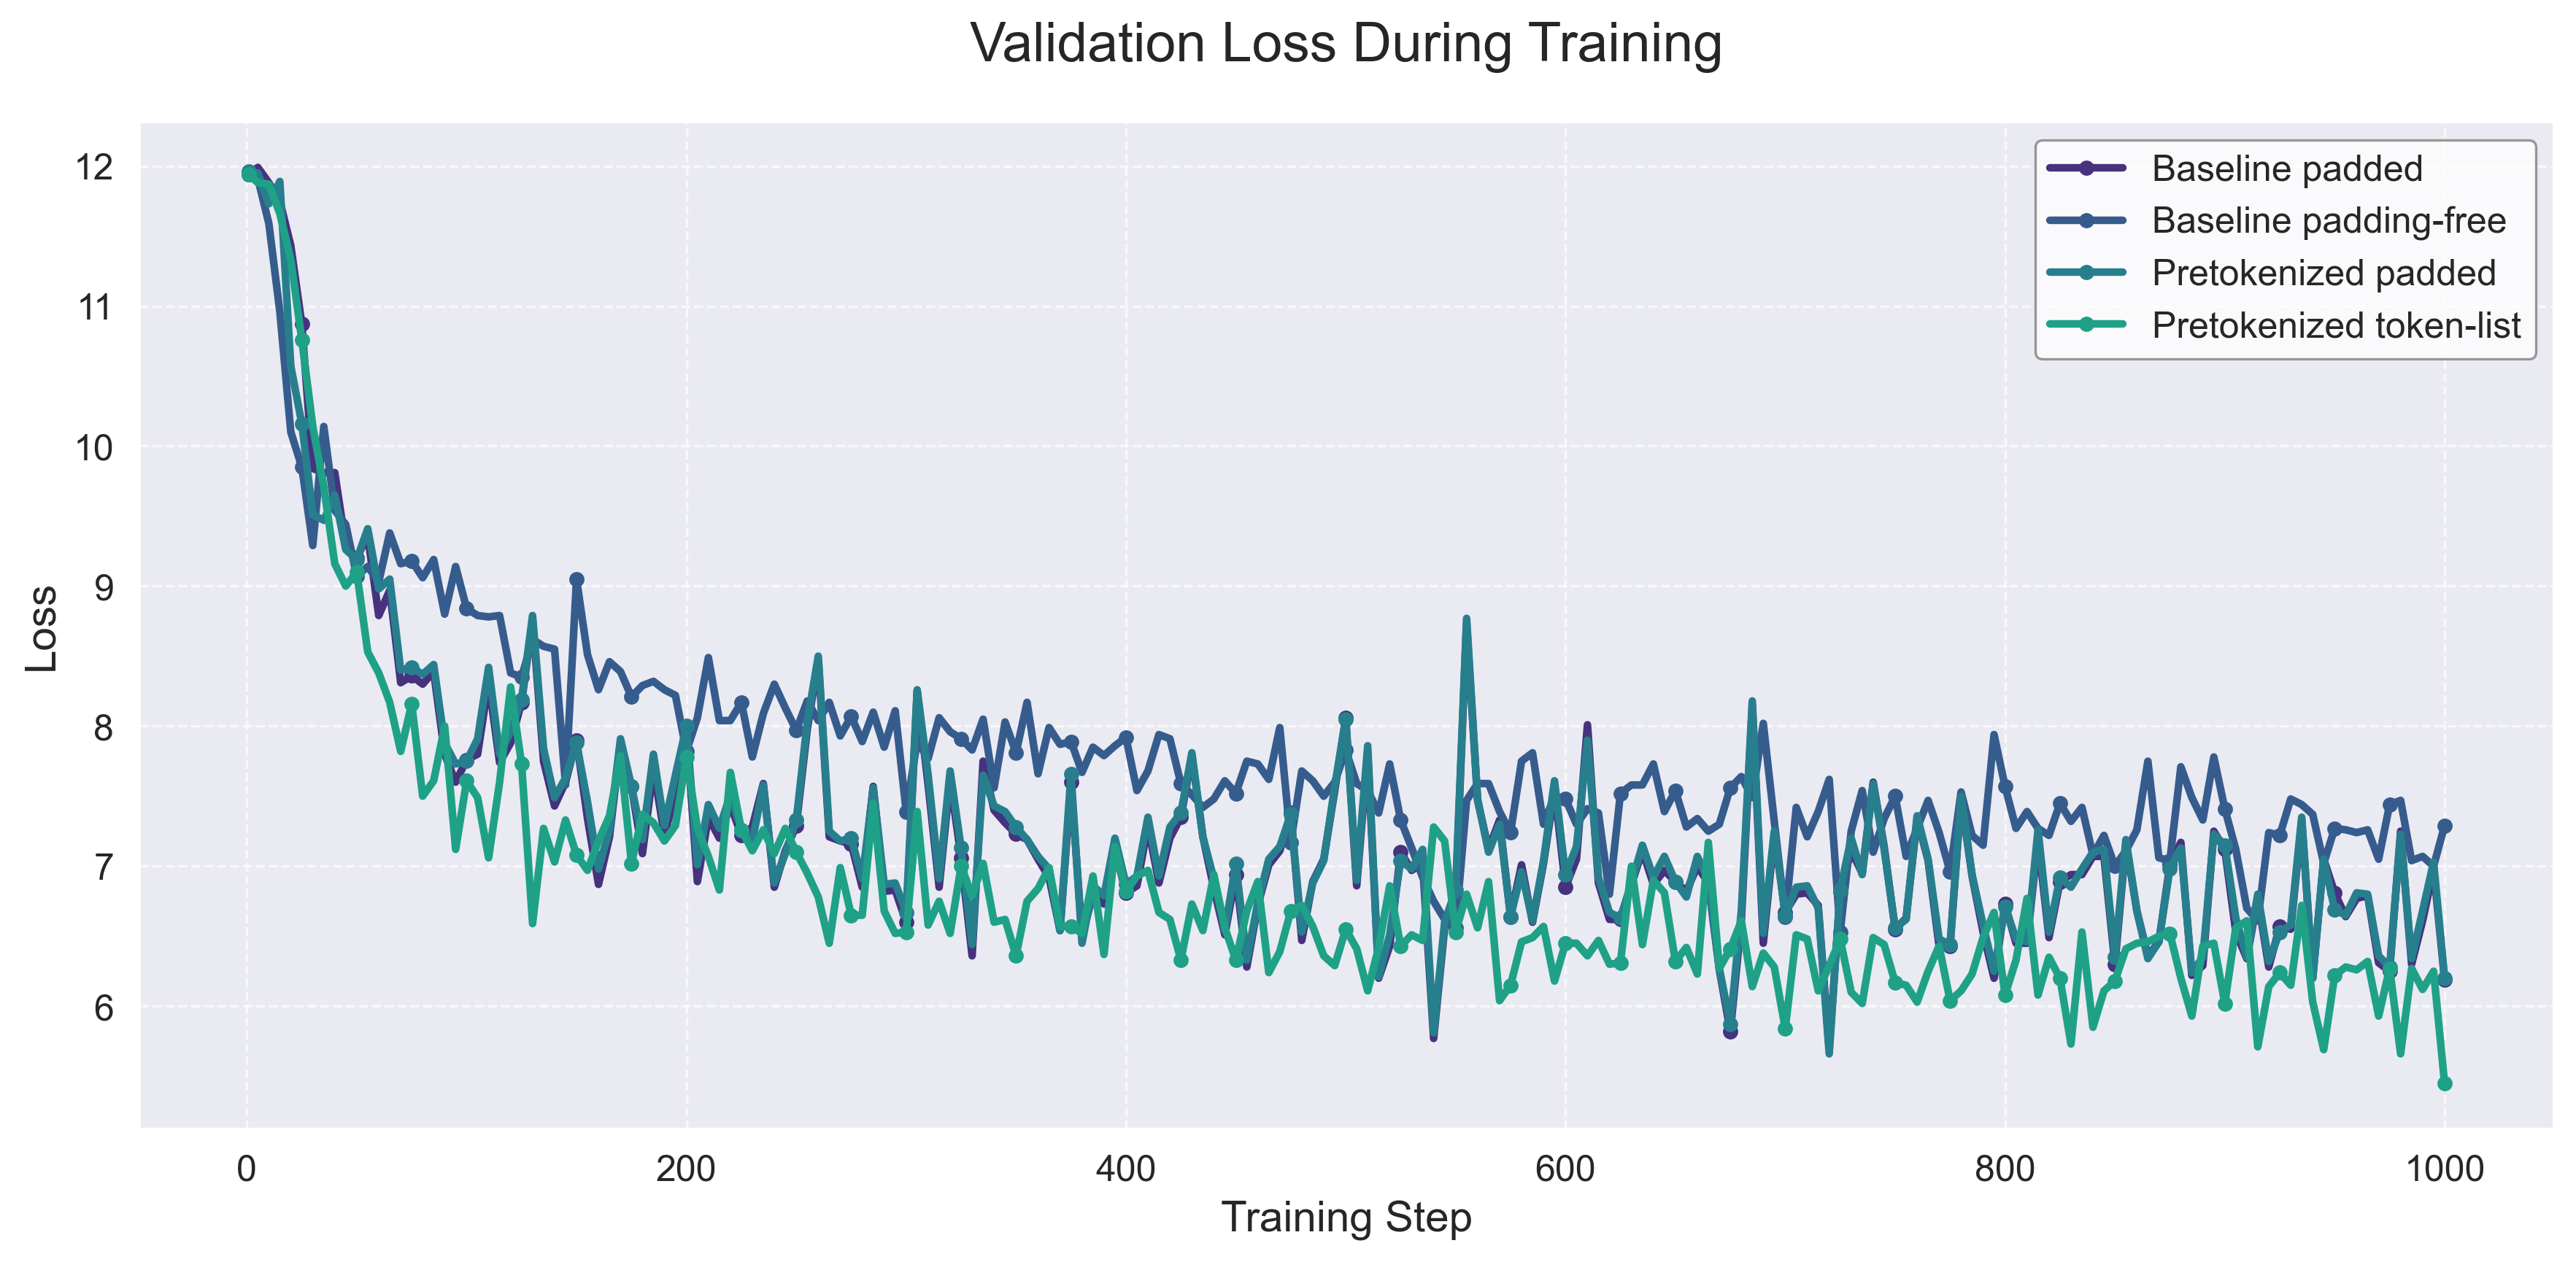 Validation Loss During Training
12
11
10
9
8
7
6
Loss
0
200
400
600
800
1000
Training Step
Baseline padded
Baseline padding-free
Pretokenized padded
Pretokenized token-list